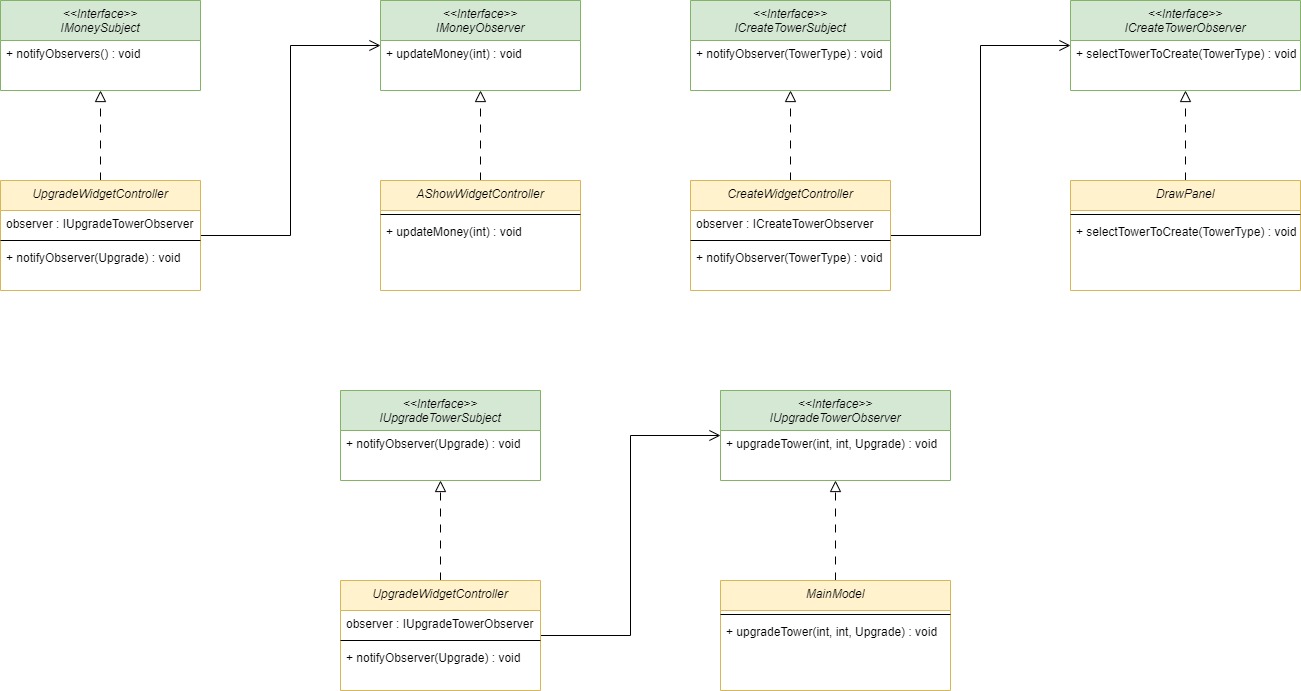 <<Interface>>
IMoneySubject
+ notifyObservers() : void
<<Interface>>
IMoneyObserver
+ updateMoney(int) : void
<<Interface>>
ICreateTowerSubject
+ notifyObserver(TowerType) : void
<<Interface>>
ICreateTowerObserver
+ selectTowerToCreate(TowerType) : void
UpgradeWidgetController
observer : IUpgradeTowerObserver
+ notifyObserver(Upgrade) : void
AShowWidgetController
+ updateMoney(int) : void
CreateWidgetController
observer : ICreateTowerObserver
+ notifyObserver(TowerType) : void
DrawPanel
+ selectTowerToCreate(TowerType) : void
<<Interface>>
IUpgradeTowerSubject
+ notifyObserver(Upgrade) : void
<<Interface>>
IUpgradeTowerObserver
+ upgradeTower(int, int, Upgrade) : void
UpgradeWidgetController
observer : IUpgradeTowerObserver
+ notifyObserver(Upgrade) : void
MainModel
+ upgradeTower(int, int, Upgrade) : void